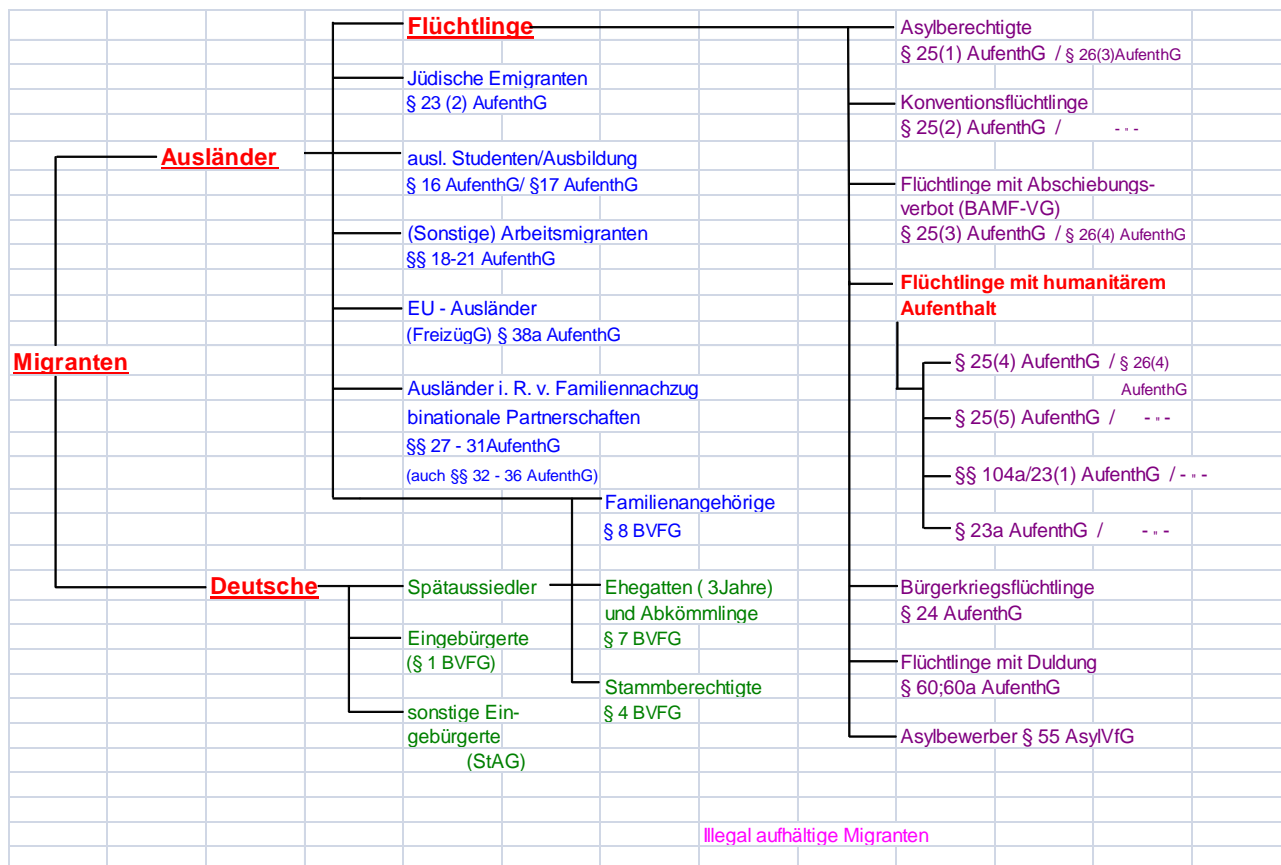 Migranten
Ausländer
Flüchtlinge
Jüdische Emigranten
§ 23 (2) AufenthG
ausl. Studenten/Ausbildung
§ 16 AufenthG/ §17 AufenthG
(Sonstige) Arbeitsmigranten
§§ 18-21 AufenthG
EU - Ausländer
(FreizügG) § 38a AufenthG
Ausländer i. R. v. Familiennachzug
binationale Partnerschaften
§§ 27 - 31AufenthG
(auch §§ 32 - 36 AufenthG)
Familienangehörige
§ 8 BVFG
Deutsche
Spätaussiedler
Ehegatten ( 3Jahre)
und Abkömmlinge
§ 7 BVFG
Stammberechtigte
§ 4 BVFG
Eingebürgerte
(§ 1 BVFG)
sonstige Ein-
gebürgerte
(StAG)
Asylberechtigte
§ 25(1) AufenthG / § 26(3)AufenthG
Konventionsflüchtlinge
§ 25(2) AufenthG / - " -
Flüchtlinge mit Abschiebungs-
verbot (BAMF-VG)
§ 25(3) AufenthG / § 26(4) AufenthG
Flüchtlinge mit humanitärem
Aufenthalt
§ 25(4) AufenthG / § 26(4)
AufenthG
§ 25(5) AufenthG / - " -
§§ 104a/23(1) AufenthG / - " -
§ 23a AufenthG / - " -
Bürgerkriegsflüchtlinge
§ 24 AufenthG
Flüchtlinge mit Duldung
§ 60;60a AufenthG
Asylbewerber § 55 AsylVfG
Illegal aufhältige Migranten